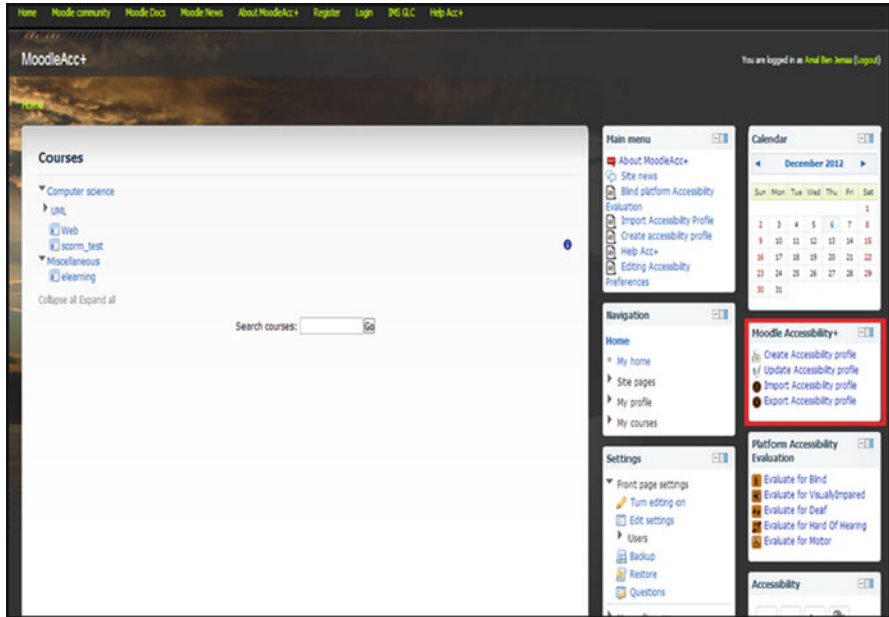 Home Moodle community Moodle Docs Moodle News About MoodleAcc+ Register Login IMS GLC Help Acc+
MoodleAcc+
You are logged in as Amal Ben Jemaa (Logout)
Home
Courses
Computer science
UML
Web
scorm_test
Miscellaneous
elearning
Collapse all Expand all
Search courses: Go
Main menu
About MoodleAcc+
Site news
Blind platform Accessibility
Evaluation
Import Accessibility Profile
Create accessibility profile
Help Acc+
Editing Accessibility
Preferences
Navigation
Home
My home
Site pages
My profile
My courses
Settings
Front page settings
Turn editing on
Edit settings
Users
Backup
Restore
Questions
Calendar
December 2012
Sun Mon Tue Wed Thu Fri Sat
1
2 3 4 5 6 7 8
9 10 11 12 13 14 15
16 17 18 19 20 21 22
23 24 25 26 27 28 29
30 31
Moodle Accessibility+
Create Accessibility profile
Update Accessibility profile
Import Accessibility profile
Export Accessibility profile
Platform Accessibility
Evaluation
Evaluate for Blind
Evaluate for VisuallyImpared
Evaluate for Deaf
Evaluate for Hard Of Hearing
Evaluate for Motor
Accessibility